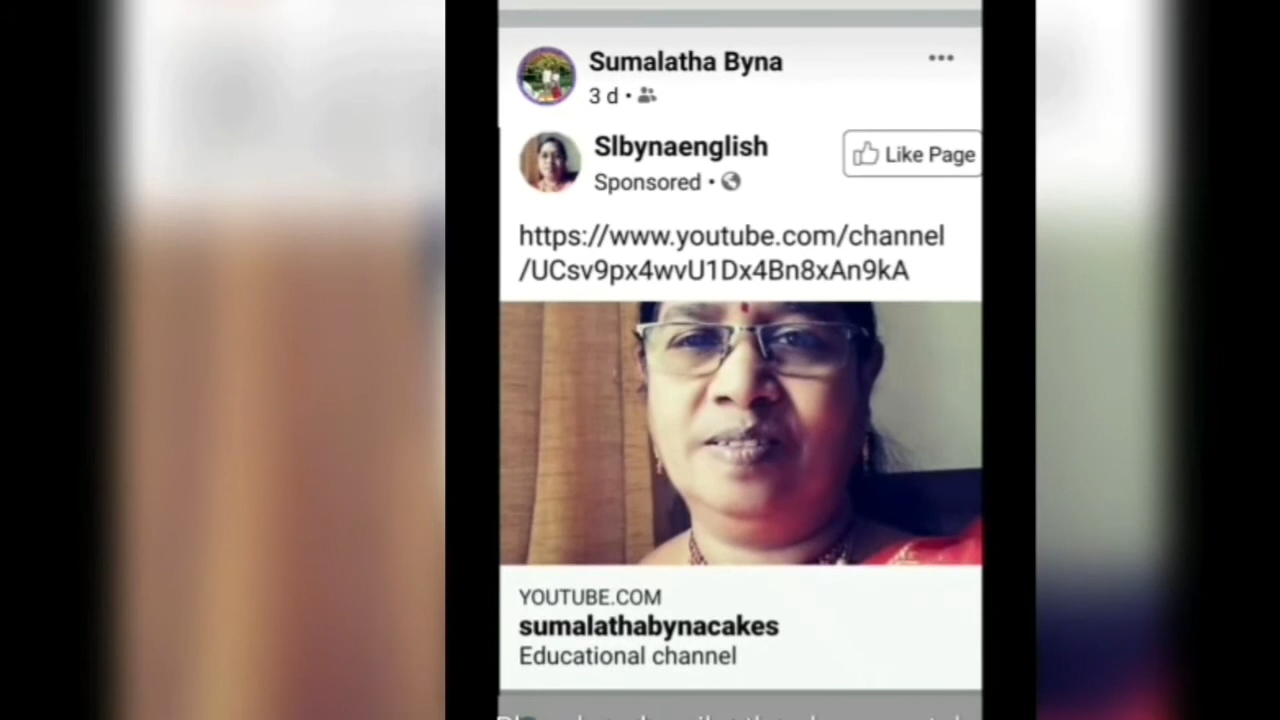 Sumalatha Byna
3 d •
Slbynaenglish
Like Page
Sponsored •
https://www.youtube.com/channel
/UCsv9px4wvU1Dx4Bn8xAn9kA
YOUTUBE.COM
sumalathabynacakes
Educational channel